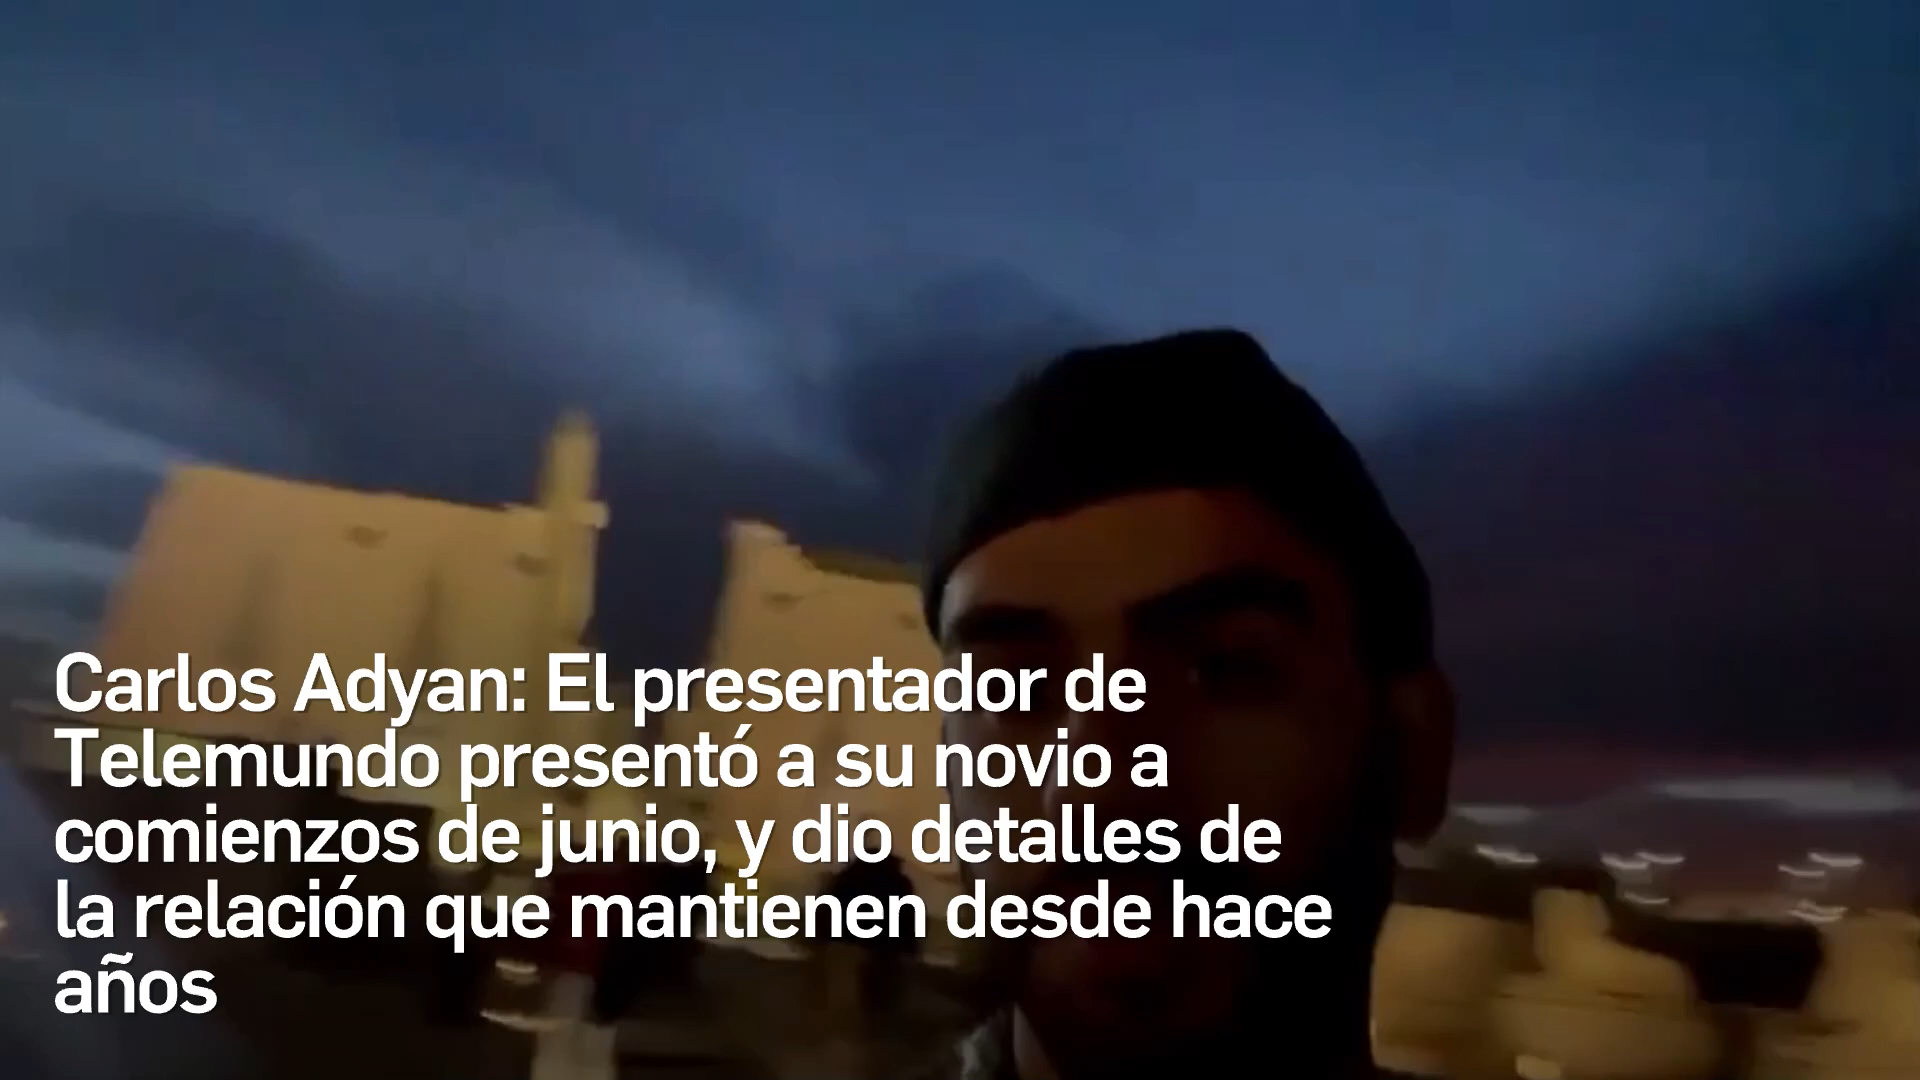 Carlos Adyan: El presentador de
Telemundo presentó a su novio a
comienzos de junio, y dio detalles de
la relación que mantienen desde hace
años